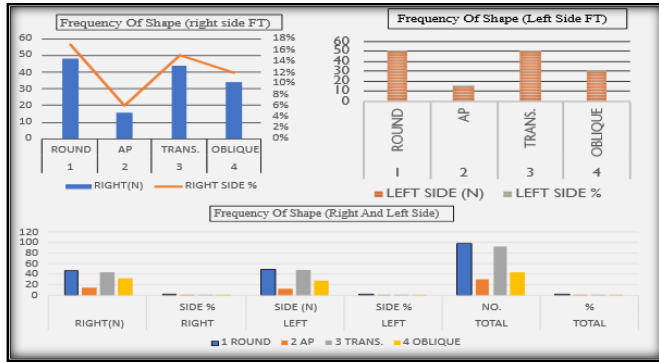 Frequency Of Shape (right side FT)
60
50
40
30
20
10
0
18%
16%
14%
12%
10%
8%
6%
4%
2%
0%
ROUND AP TRANS. OBLIQUE
1 2 3 4
RIGHT(N) RIGHT SIDE %
Frequency Of Shape (Left Side FT)
60
50
40
30
20
10
0
ROUND AP TRANS. OBLIQUE
1 2 3 4
LEFT SIDE (N) LEFT SIDE %
Frequency Of Shape (Right And Left Side)
120
100
80
60
40
20
0
SIDE % SIDE (N) SIDE % NO. %
RIGHT(N) RIGHT LEFT LEFT TOTAL TOTAL
1 ROUND 2 AP 3 TRANS. 4 OBLIQUE